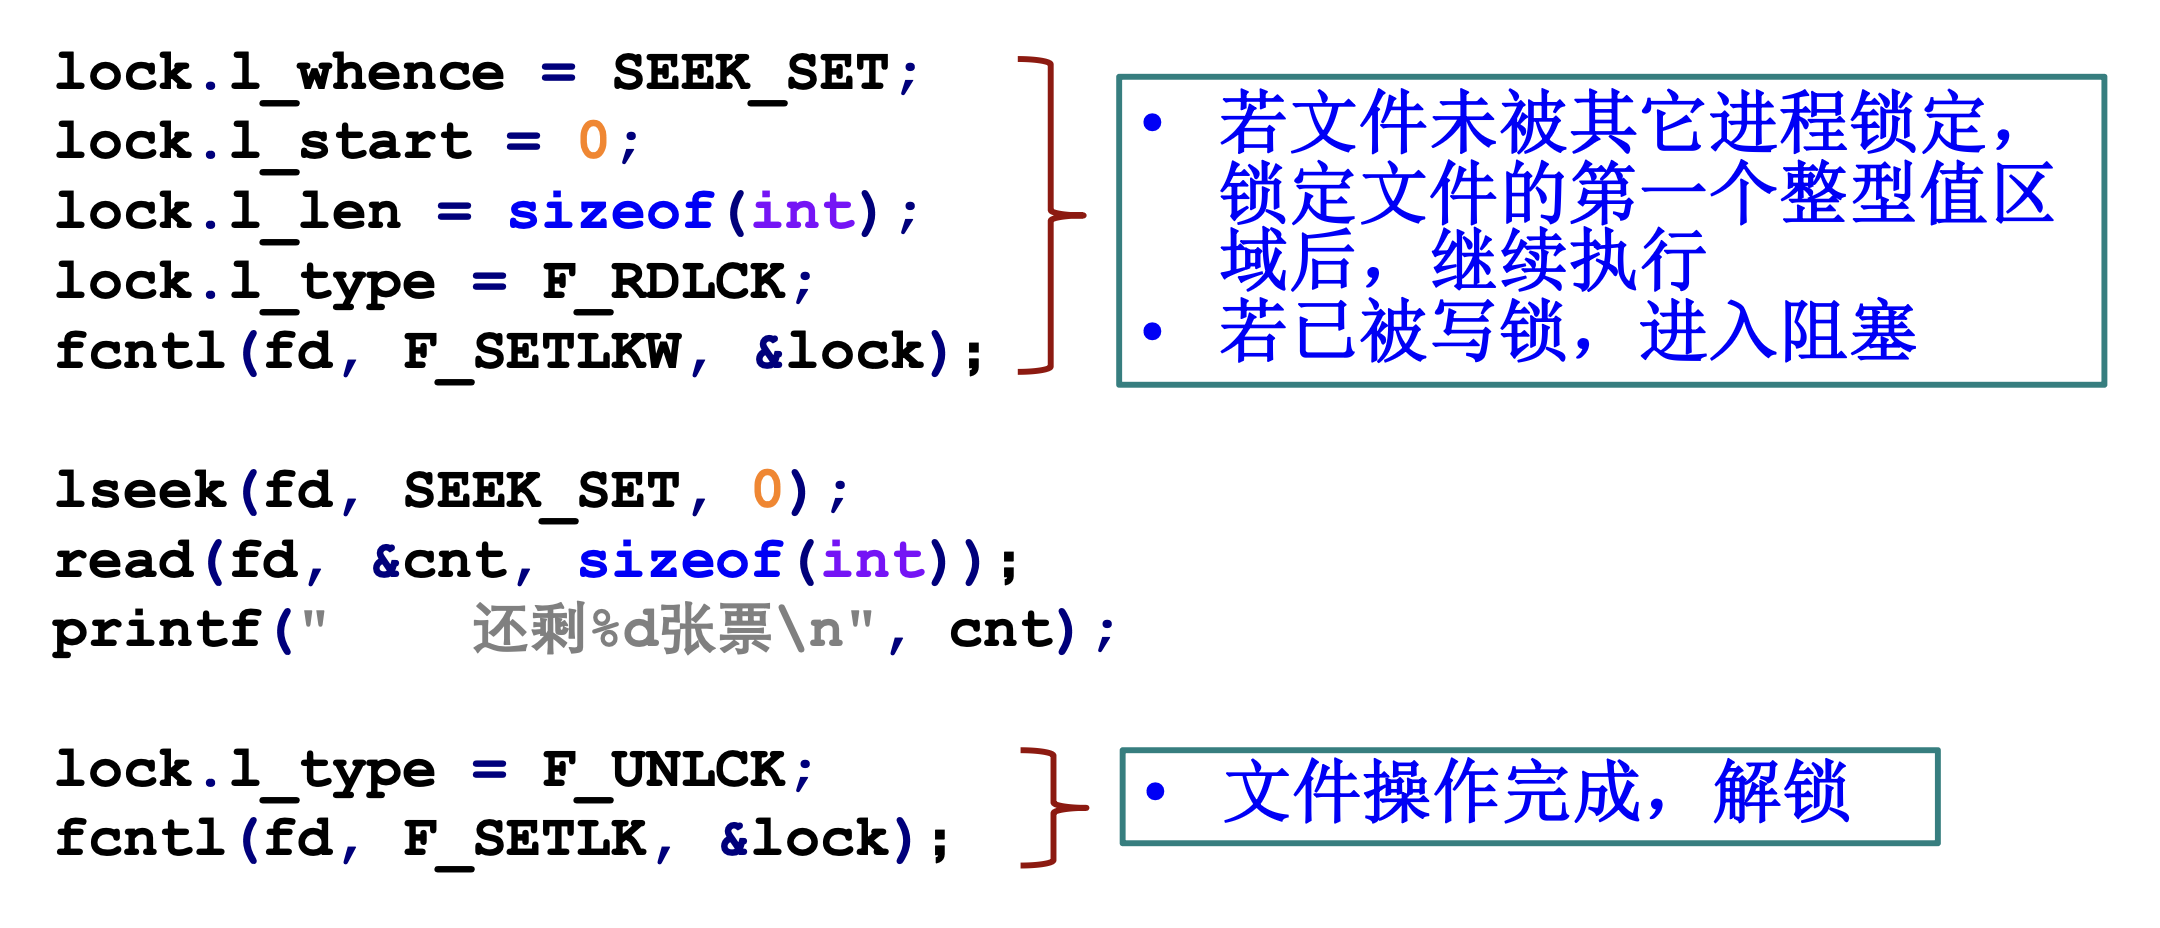 lock.l_whence = SEEK_SET;
lock.l_start = 0;
lock.l_len = sizeof(int);
lock.l_type = F_RDLCK;
fcntl(fd, F_SETLKW, &lock);
• 若文件未被其它进程锁定，
锁定文件的第一个整型值区
域后，继续执行
• 若已被写锁，进入阻塞
lseek(fd, SEEK_SET, 0);
read(fd, &cnt, sizeof(int));
printf("    还剩%d张票\n", cnt);
lock.l_type = F_UNLCK;
fcntl(fd, F_SETLK, &lock);
• 文件操作完成，解锁